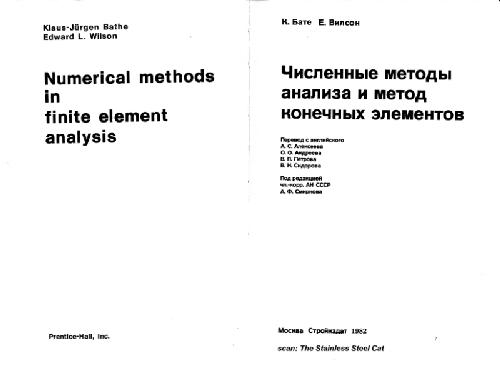 Klaus-Jürgen Bathe
Edward L. Wilson
Numerical methods
in
finite element
analysis
Prentice-Hall, Inc.
К. Бате Е. Вилсон
Численные методы
анализа и метод
конечных элементов
Перевод с английского
А. С. Алексеева
О. О. Андреева
В. П. Петрова
В. Н. Сидорова
Под редакцией
чл.-корр. АН СССР
А. Ф. Смирнова
Москва Стройиздат 1982
scan: The Stainless Steel Cat